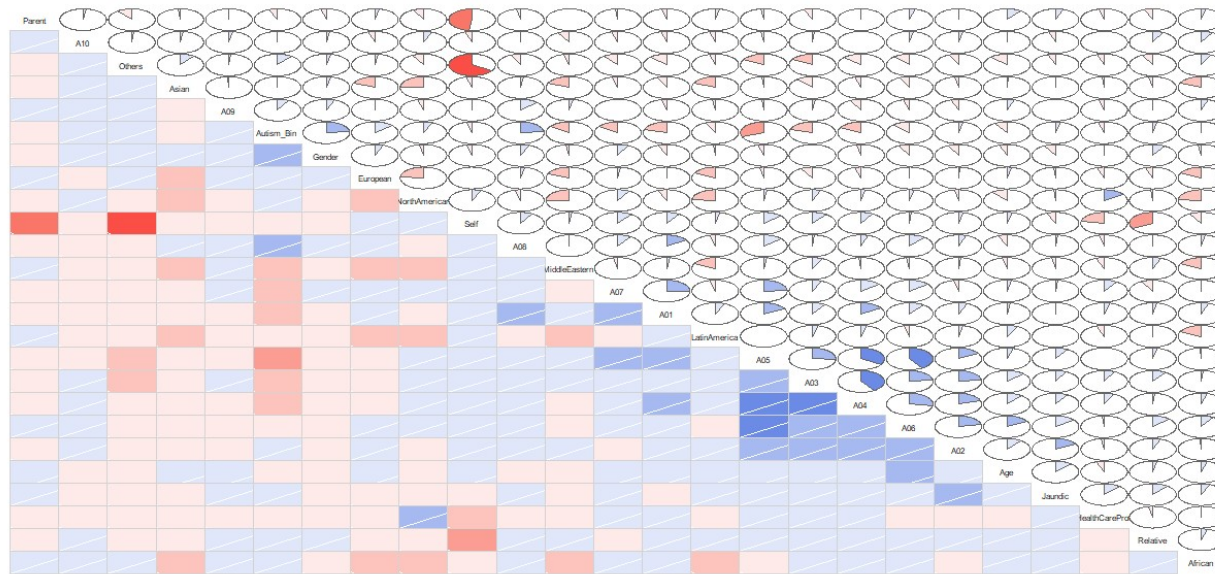 Parent
A10
Others
Asian
A09
Autism_Bin
Gender
European
NorthAmerican
Self
A08
MiddleEastern
A07
A01
LatinAmerica
A05
A03
A04
A06
A02
Age
Jaundic
HealthCarePro
Relative
African